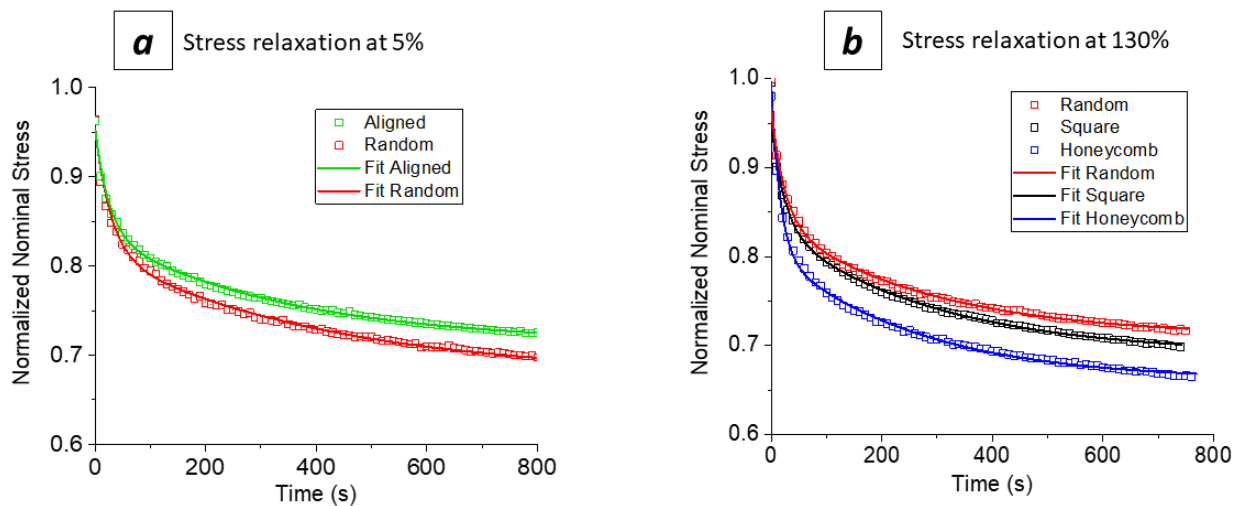 a Stress relaxation at 5%
1.0
0.9
0.8
0.7
0.6
Normalized Nominal Stress
Aligned
Random
Fit Aligned
Fit Random
0 200 400 600 800
Time (s)
b Stress relaxation at 130%
1.0
0.9
0.8
0.7
0.6
Normalized Nominal Stress
Random
Square
Honeycomb
Fit Random
Fit Square
Fit Honeycomb
0 200 400 600 800
Time (s)